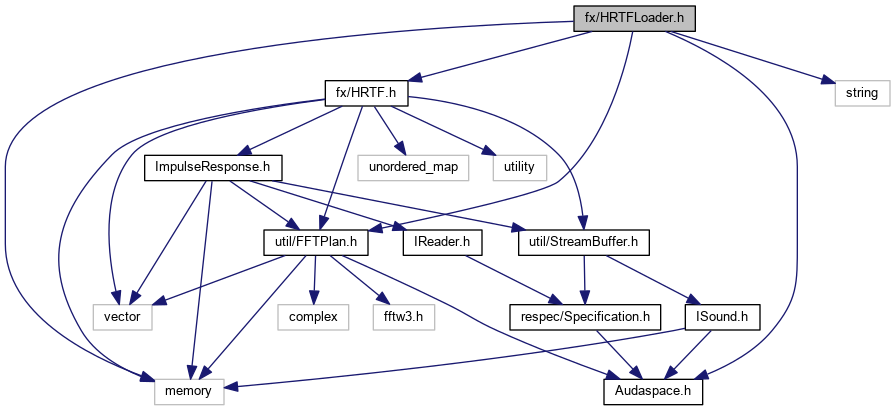 fx/HRTFLoader.h
fx/HRTF.h
string
ImpulseResponse.h
unordered_map
utility
util/FFTPlan.h
IReader.h
util/StreamBuffer.h
vector
complex
fftw3.h
respec/Specification.h
ISound.h
memory
Audaspace.h